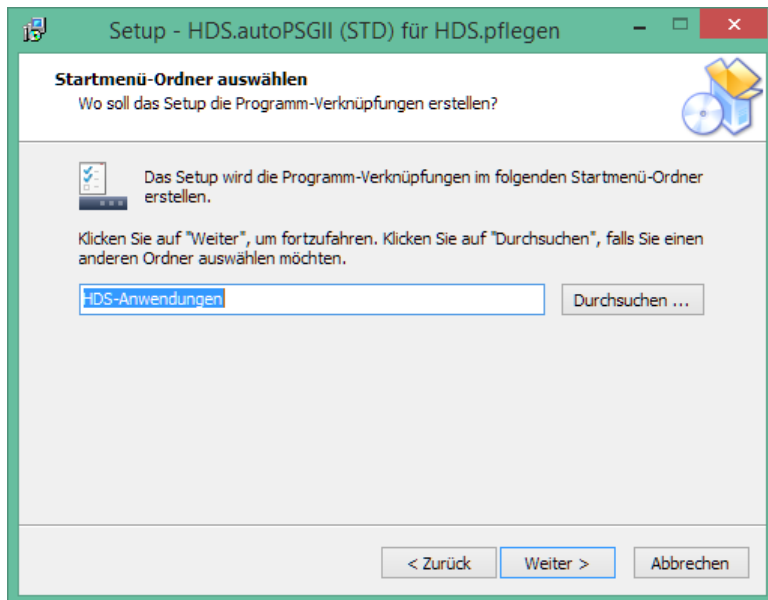 Setup - HDS.autoPSGII (STD) für HDS.pflegen
Startmenü-Ordner auswählen
Wo soll das Setup die Programm-Verknüpfungen erstellen?
Das Setup wird die Programm-Verknüpfungen im folgenden Startmenü-Ordner
erstellen.
Klicken Sie auf "Weiter", um fortzufahren. Klicken Sie auf "Durchsuchen", falls Sie einen
anderen Ordner auswählen möchten.
HDS-Anwendungen
Durchsuchen ...
< Zurück
Weiter >
Abbrechen